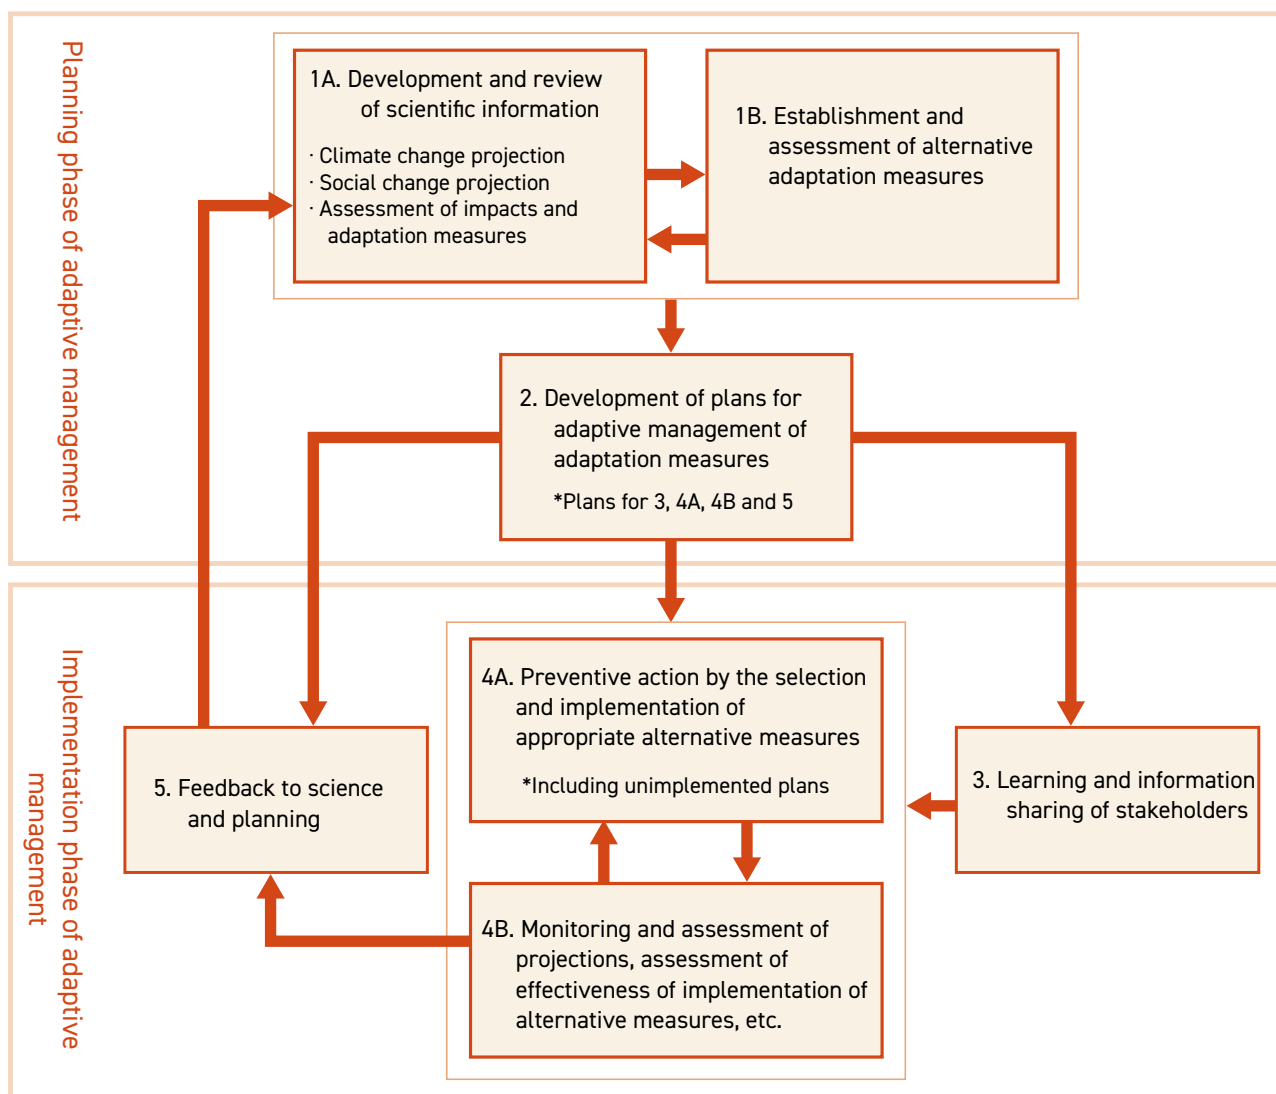 Planning phase of adaptive management
1A. Development and review
of scientific information
· Climate change projection
· Social change projection
· Assessment of impacts and
adaptation measures
1B. Establishment and
assessment of alternative
adaptation measures
2. Development of plans for
adaptive management of
adaptation measures
*Plans for 3, 4A, 4B and 5
Implementation phase of adaptive
management
4A. Preventive action by the selection
and implementation of
appropriate alternative measures
*Including unimplemented plans
5. Feedback to science
and planning
3. Learning and information
sharing of stakeholders
4B. Monitoring and assessment of
projections, assessment of
effectiveness of implementation of
alternative measures, etc.